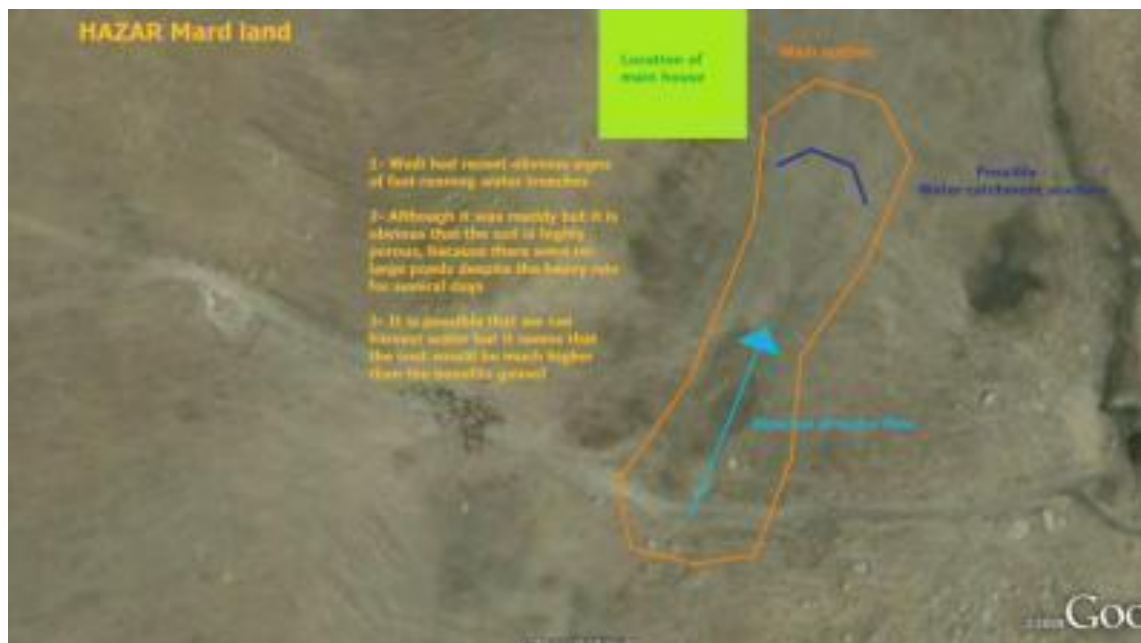 HAZAR Mard land
Location of
main house
1- Wadi had recent obvious signs
of fast running water trenches
2- Although it was muddy but it is
obvious that the soil is highly
porous, because there were no
large ponds despite the heavy rain
for several days
3- It is possible that we can
harvest water but it seems that
the cost would be much higher
than the benefits gained
Possible
Water catchment
Goo